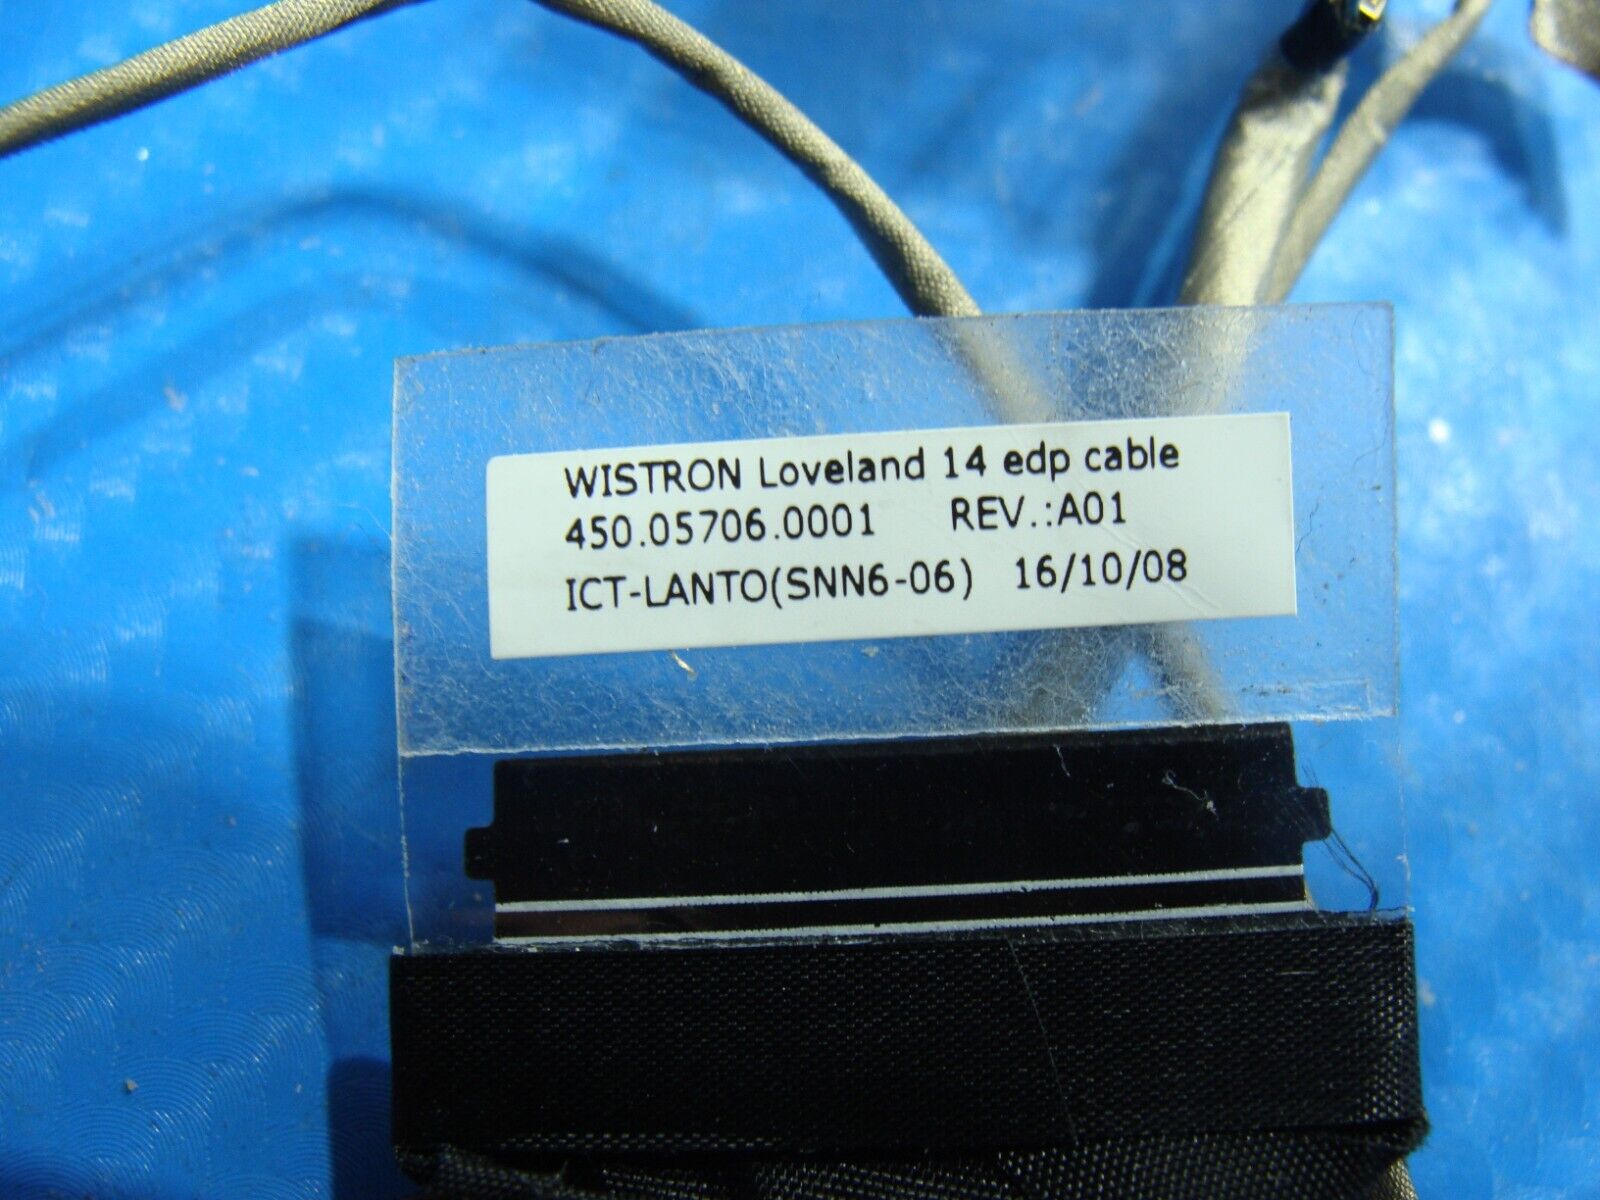 WISTRON Loveland 14 edp cable
450.05706.0001 REV.:A01
ICT-LANTO(SNN6-06) 16/10/08